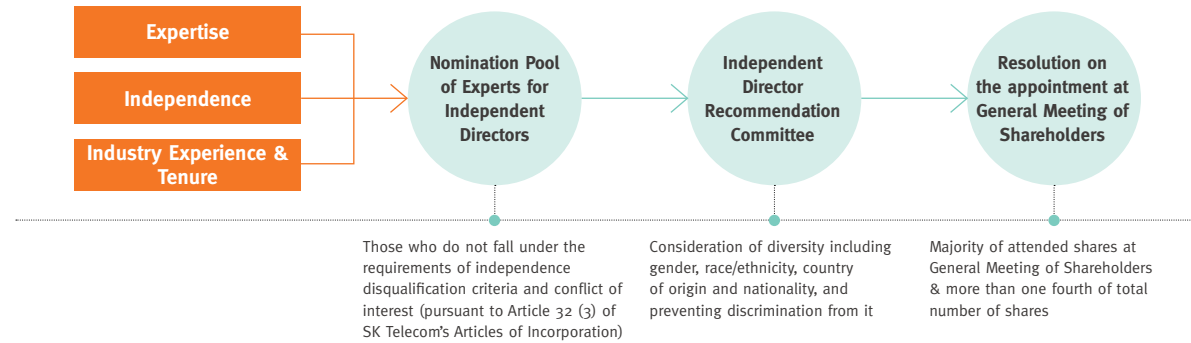 Expertise
Independence
Industry Experience &
Tenure
Nomination Pool
of Experts for
Independent
Directors
Independent
Director
Recommendation
Committee
Resolution on
the appointment at
General Meeting of
Shareholders
Those who do not fall under the
requirements of independence
disqualification criteria and conflict of
interest (pursuant to Article 32 (3) of
SK Telecom’s Articles of Incorporation)
Consideration of diversity including
gender, race/ethnicity, country
of origin and nationality, and
preventing discrimination from it
Majority of attended shares at
General Meeting of Shareholders
& more than one fourth of total
number of shares